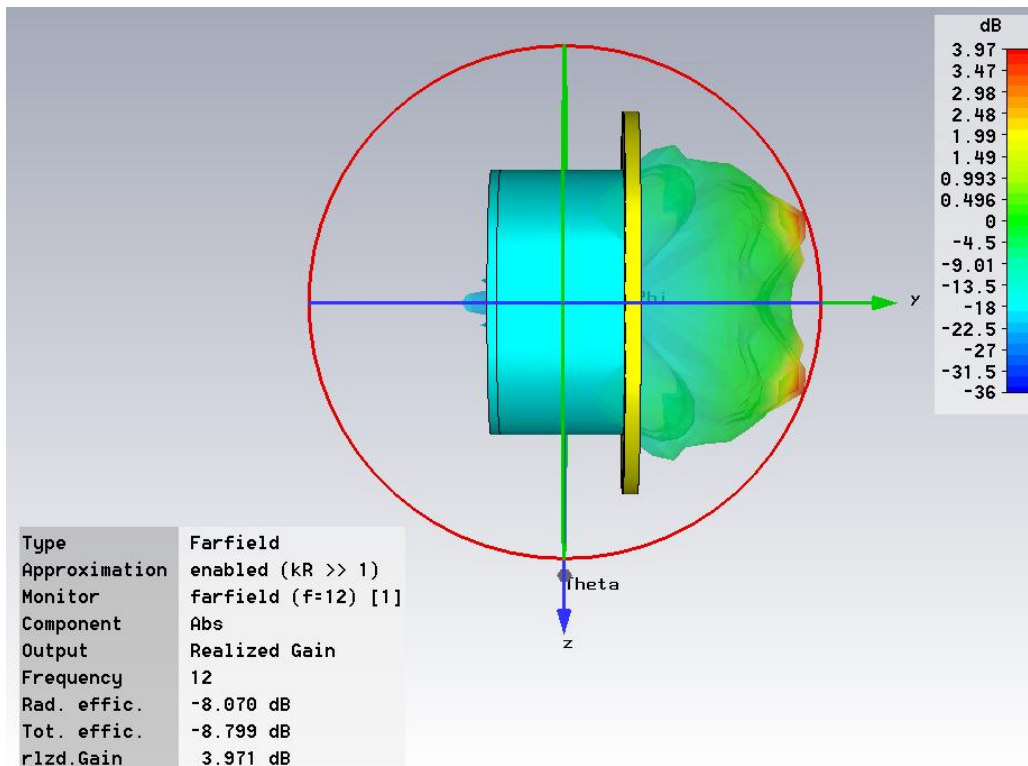 dB
3.97
3.47
2.98
2.48
1.99
1.49
0.993
0.496
0
-4.5
-9.01
-13.5
-18
-22.5
-27
-31.5
-36
Phi
y
Theta
z
Type Farfield
Approximation enabled (kR >> 1)
Monitor farfield (f=12) [1]
Component Abs
Output Realized Gain
Frequency 12
Rad. effic. -8.070 dB
Tot. effic. -8.799 dB
rlzd.Gain 3.971 dB